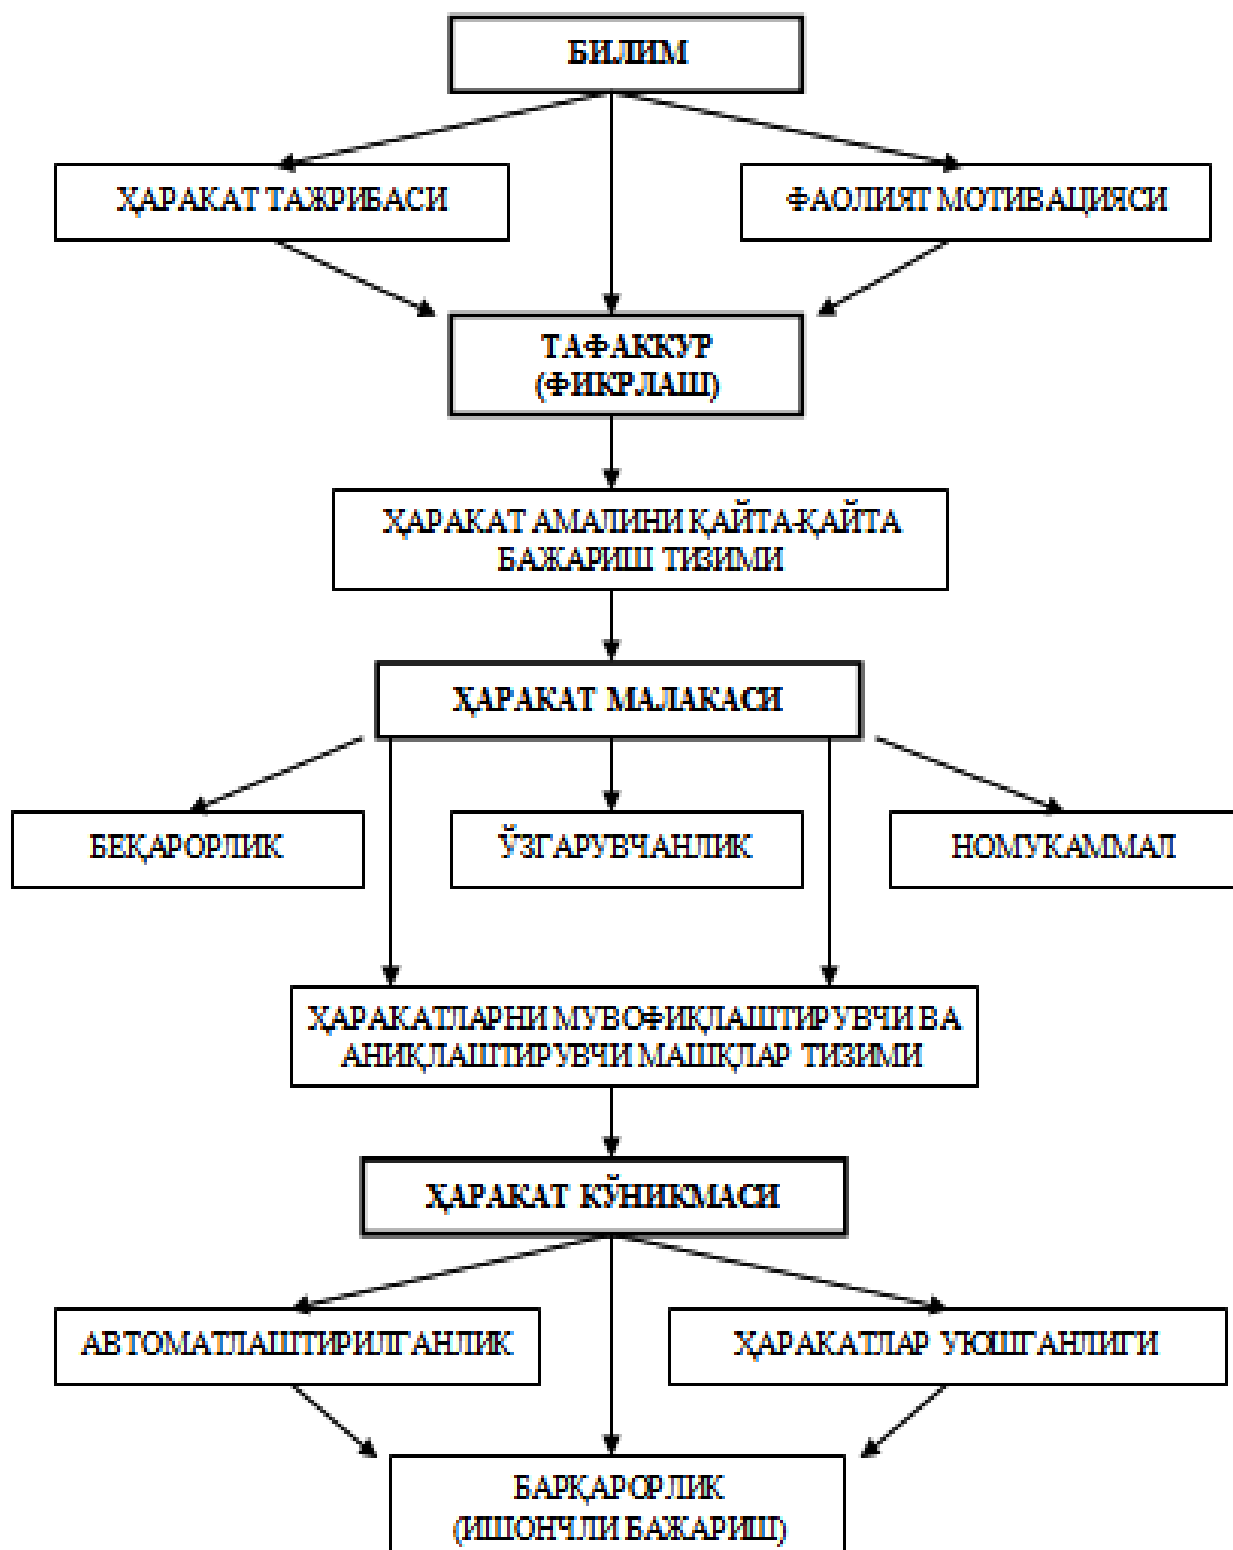 БИЛИМ
ҲАРАКАТ ТАЖРИБАСИ
ФАОЛИЯТ МОТИВАЦИЯСИ
ТАФАККУР
(ФИКРЛАШ)
ҲАРАКАТ АМАЛИНИ ҚАЙТА-ҚАЙТА
БАЖАРИШ ТИЗИМИ
ҲАРАКАТ МАЛАКАСИ
БЕҚАРОРЛИК
ЎЗГАРУВЧАНЛИК
НОМУКАММАЛ
ҲАРАКАТЛАРНИ МУВОФИҚЛАШТИРУВЧИ ВА
АНИҚЛАШТИРУВЧИ МАШҚЛАР ТИЗИМИ
ҲАРАКАТ КЎНИКМАСИ
АВТОМАТЛАШТИРИЛГАНЛИК
ҲАРАКАТЛАР УЮШГАНЛИГИ
БАРҚАРОРЛИК
(ИШОНЧЛИ БАЖАРИШ)